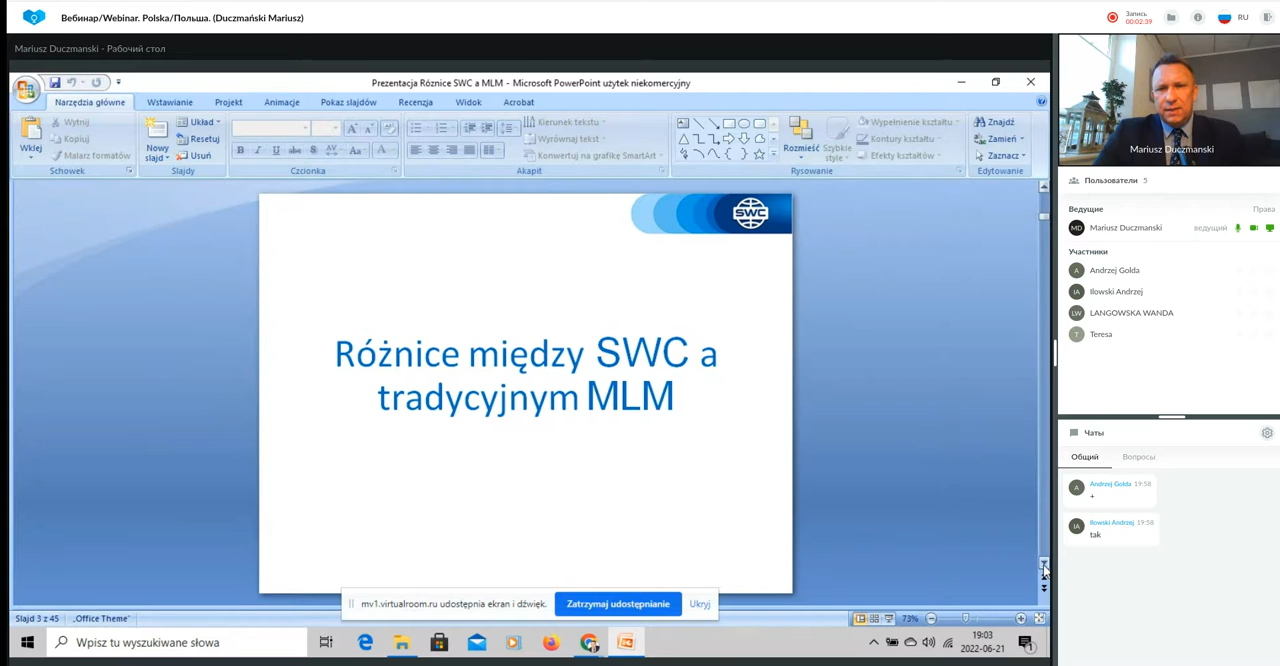 Вебинар/Webinar. Polska/Польша. (Duczmański Mariusz)
Запись
00:02:39
RU
Mariusz Duczmanski - Рабочий стол
Prezentacja Różnice SWC a MLM - Microsoft PowerPoint użytek niekomercyjny
Narzędzia główne
Wstawianie
Projekt
Animacje
Pokaz slajdów
Recenzja
Widok
Acrobat
Wklej
Wytnij
Kopiuj
Malarz formatów
Schowek
Nowy slajd
Układ
Resetuj
Usuń
Slajdy
Czcionka
Kierunek tekstu
Wyrównaj tekst
Konwertuj na grafikę SmartArt
Akapit
Rozmieść
Szybkie style
Wypełnienie kształtu
Kontury kształtu
Efekty kształtów
Rysowanie
Znajdź
Zamień
Zaznacz
Edytowanie
SWC
Różnice między SWC a
tradycyjnym MLM
mv1.virtualroom.ru udostępnia ekran i dźwięk.
Zatrzymaj udostępnianie
Ukryj
Slajd 3 z 45
„Office Theme”
73%
Wpisz tu wyszukiwane słowa
19:03
2022-06-21
1
Mariusz Duczmanski
Пользователи 5
Ведущие
Права
MD Mariusz Duczmanski ведущий
Участники
A Andrzej Golda
IA Ilowski Andrzej
LW LANGOWSKA WANDA
T Teresa
Чаты
Общий
Вопросы
A Andrzej Golda 19:58
+
IA Ilowski Andrzej 19:58
tak